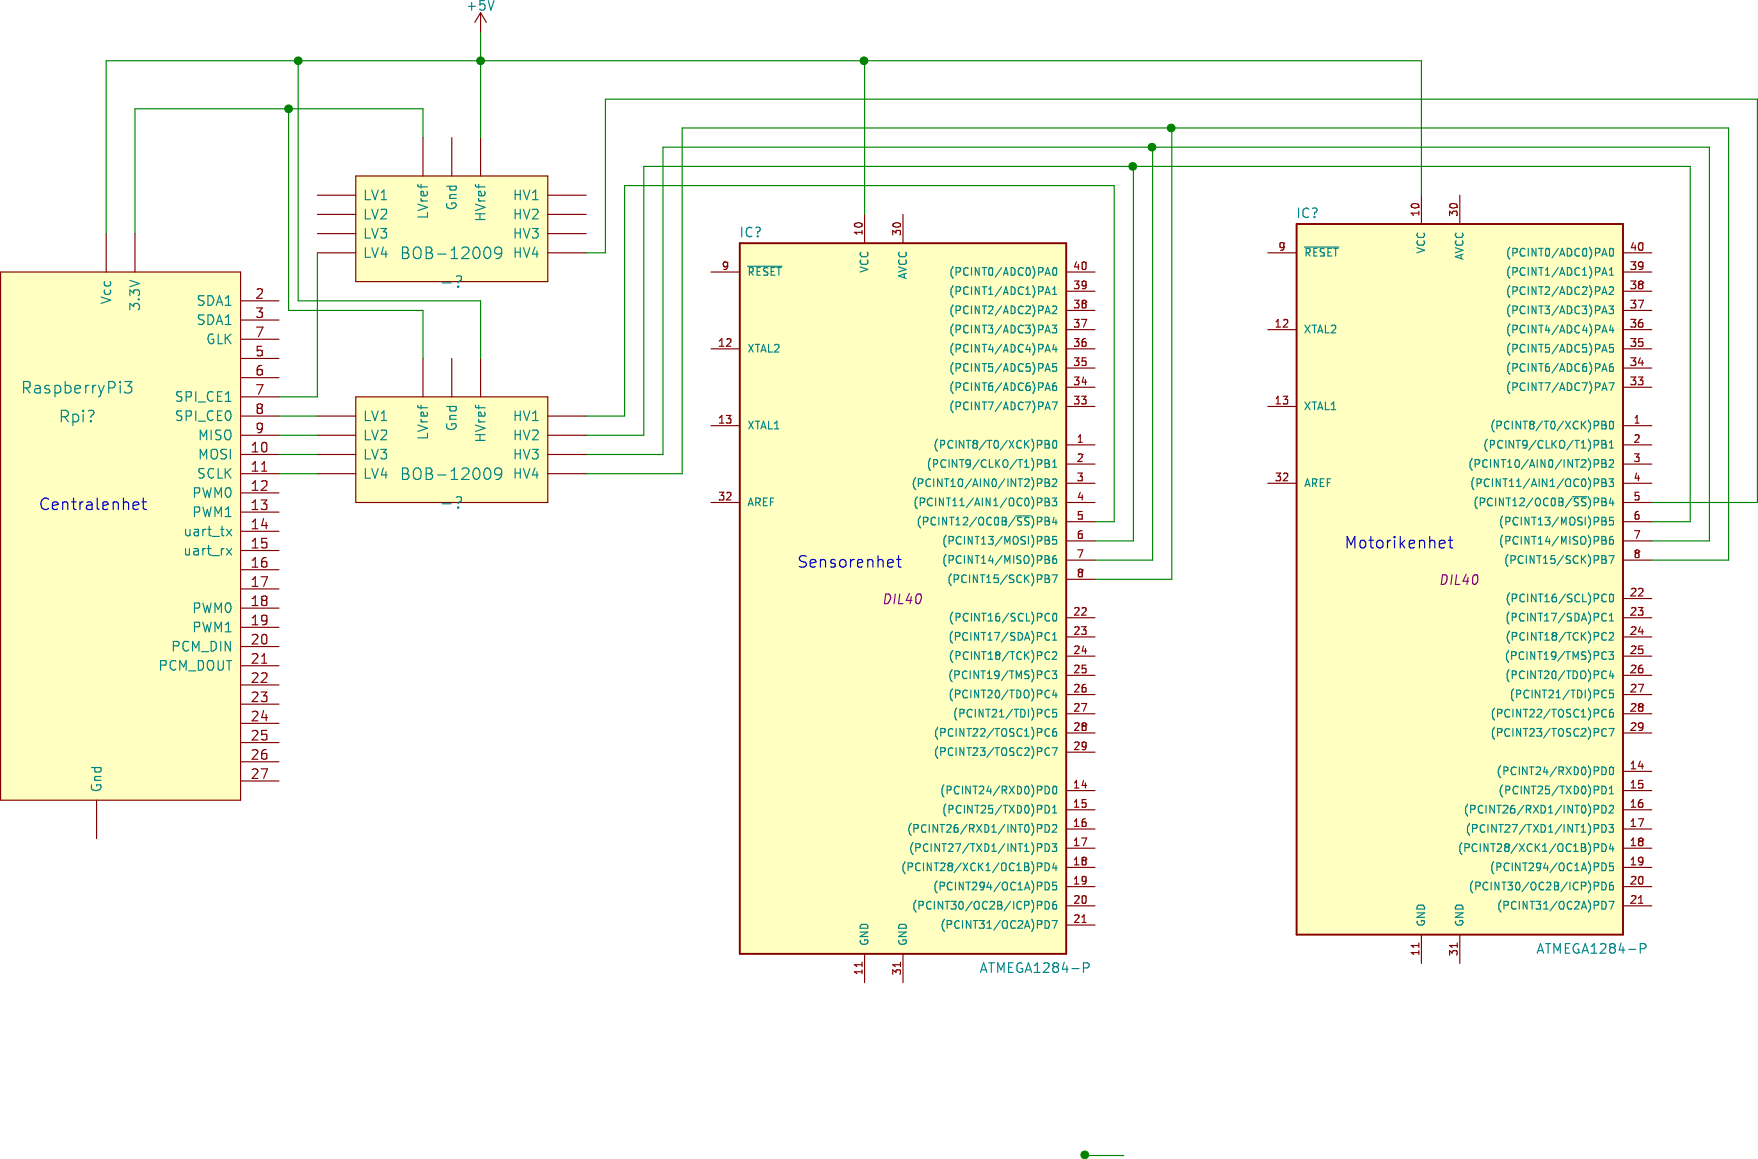 +5V
Vcc
3.3V
RaspberryPi3
Rpi?
Centralenhet
SDA1 2
SDA1 3
GLK 7
5
6
SPI_CE1 7
SPI_CE0 8
MISO 9
MOSI 10
SCLK 11
PWM0 12
PWM1 13
uart_tx 14
uart_rx 15
16
17
PWM0 18
PWM1 19
PCM_DIN 20
PCM_DOUT 21
22
23
24
25
26
27
Gnd
LVref
Gnd
HVref
LV1 HV1
LV2 HV2
LV3 HV3
LV4 BOB-12009 HV4
-?
LVref
Gnd
HVref
LV1 HV1
LV2 HV2
LV3 HV3
LV4 BOB-12009 HV4
-?
IC?
10 30
VCC AVCC
9 RESET
12 XTAL2
13 XTAL1
32 AREF
Sensorenhet
DIL40
(PCINT0/ADC0)PA0 40
(PCINT1/ADC1)PA1 39
(PCINT2/ADC2)PA2 38
(PCINT3/ADC3)PA3 37
(PCINT4/ADC4)PA4 36
(PCINT5/ADC5)PA5 35
(PCINT6/ADC6)PA6 34
(PCINT7/ADC7)PA7 33
(PCINT8/T0/XCK)PB0 1
(PCINT9/CLKO/T1)PB1 2
(PCINT10/AIN0/INT2)PB2 3
(PCINT11/AIN1/OC0)PB3 4
(PCINT12/OC0B/SS)PB4 5
(PCINT13/MOSI)PB5 6
(PCINT14/MISO)PB6 7
(PCINT15/SCK)PB7 8
(PCINT16/SCL)PC0 22
(PCINT17/SDA)PC1 23
(PCINT18/TCK)PC2 24
(PCINT19/TMS)PC3 25
(PCINT20/TDO)PC4 26
(PCINT21/TDI)PC5 27
(PCINT22/TOSC1)PC6 28
(PCINT23/TOSC2)PC7 29
(PCINT24/RXD0)PD0 14
(PCINT25/TXD0)PD1 15
(PCINT26/RXD1/INT0)PD2 16
(PCINT27/TXD1/INT1)PD3 17
(PCINT28/XCK1/OC1B)PD4 18
(PCINT294/OC1A)PD5 19
(PCINT30/OC2B/ICP)PD6 20
(PCINT31/OC2A)PD7 21
GND GND
11 31
ATMEGA1284-P
IC?
10 30
VCC AVCC
9 RESET
12 XTAL2
13 XTAL1
32 AREF
Motorikenhet
DIL40
(PCINT0/ADC0)PA0 40
(PCINT1/ADC1)PA1 39
(PCINT2/ADC2)PA2 38
(PCINT3/ADC3)PA3 37
(PCINT4/ADC4)PA4 36
(PCINT5/ADC5)PA5 35
(PCINT6/ADC6)PA6 34
(PCINT7/ADC7)PA7 33
(PCINT8/T0/XCK)PB0 1
(PCINT9/CLKO/T1)PB1 2
(PCINT10/AIN0/INT2)PB2 3
(PCINT11/AIN1/OC0)PB3 4
(PCINT12/OC0B/SS)PB4 5
(PCINT13/MOSI)PB5 6
(PCINT14/MISO)PB6 7
(PCINT15/SCK)PB7 8
(PCINT16/SCL)PC0 22
(PCINT17/SDA)PC1 23
(PCINT18/TCK)PC2 24
(PCINT19/TMS)PC3 25
(PCINT20/TDO)PC4 26
(PCINT21/TDI)PC5 27
(PCINT22/TOSC1)PC6 28
(PCINT23/TOSC2)PC7 29
(PCINT24/RXD0)PD0 14
(PCINT25/TXD0)PD1 15
(PCINT26/RXD1/INT0)PD2 16
(PCINT27/TXD1/INT1)PD3 17
(PCINT28/XCK1/OC1B)PD4 18
(PCINT294/OC1A)PD5 19
(PCINT30/OC2B/ICP)PD6 20
(PCINT31/OC2A)PD7 21
GND GND
11 31
ATMEGA1284-P